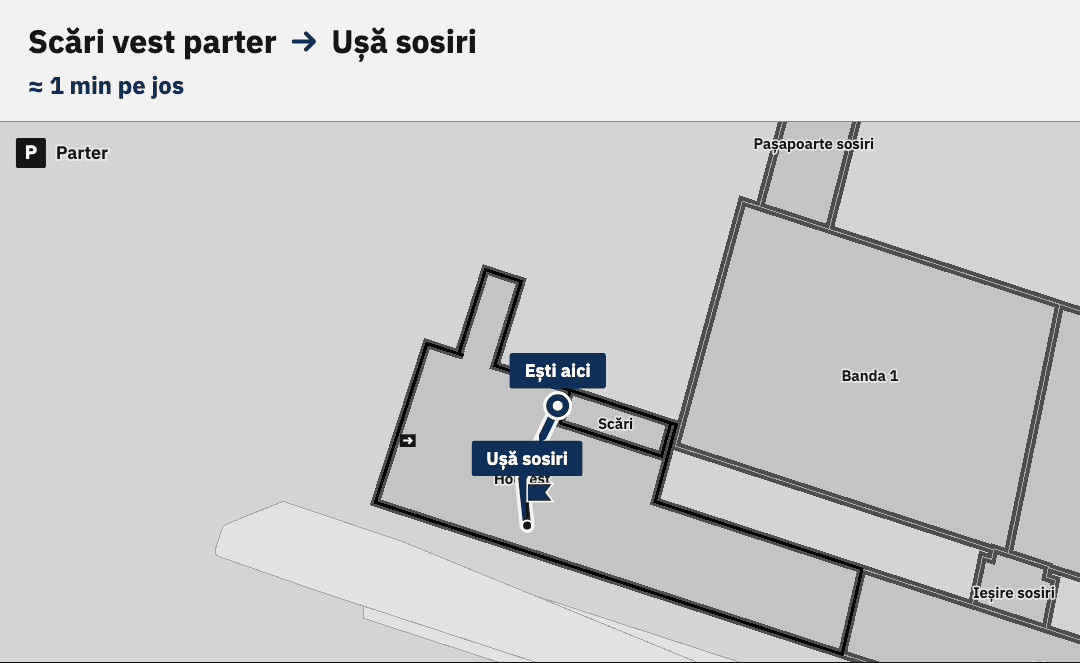 Scări vest parter → Ușă sosiri
≈ 1 min pe jos
P Parter
Pașapoarte sosiri
Ești aici
Banda 1
Scări
Ușă sosiri
Ieșire sosiri